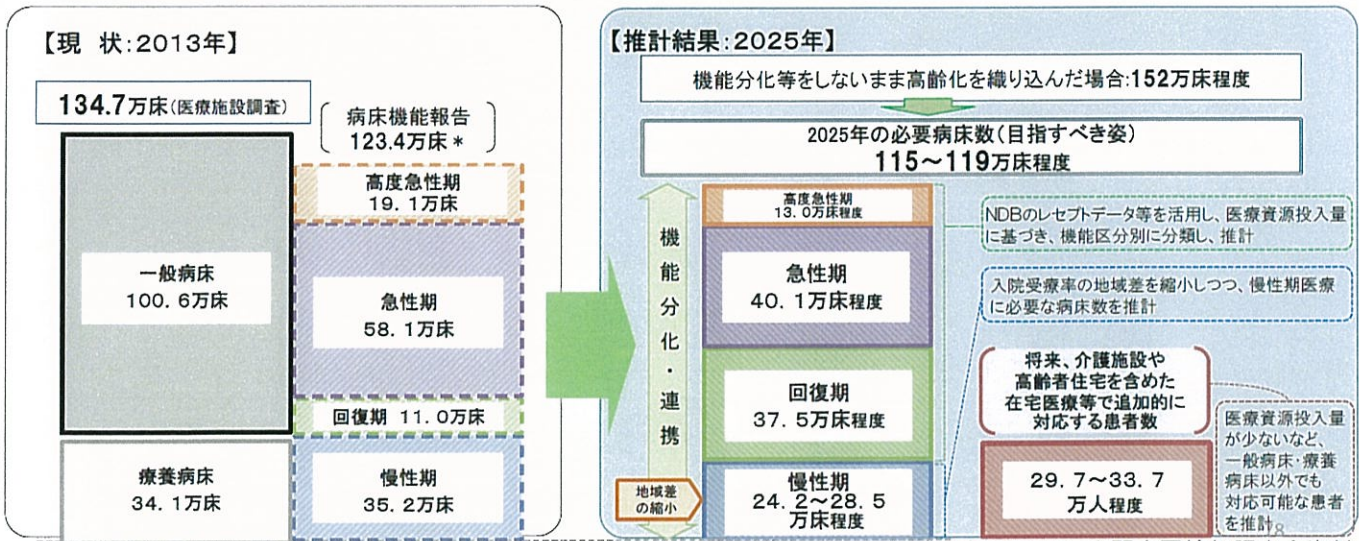 【現　状:2013年】
134.7万床(医療施設調査)
病床機能報告
123.4万床＊
一般病床
100.6万床
療養病床
34.1万床
高度急性期
19.1万床
急性期
58.1万床
回復期 11.0万床
慢性期
35.2万床
【推計結果:2025年】
機能分化等をしないまま高齢化を織り込んだ場合:152万床程度
2025年の必要病床数(目指すべき姿)
115～119万床程度
機能分化・連携
地域差
の縮小
高度急性期
13.0万床程度
急性期
40.1万床程度
回復期
37.5万床程度
慢性期
24.2～28.5
万床程度
NDBのレセプトデータ等を活用し、医療資源投入量
に基づき、機能区分別に分類し、推計
入院受療率の地域差を縮小しつつ、慢性期医療
に必要な病床数を推計
将来、介護施設や
高齢者住宅を含めた
在宅医療等で追加的に
対応する患者数
29.7～33.7
万人程度
医療資源投入量
が少ないなど、
一般病床・療養
病床以外でも
対応可能な患者
を推計